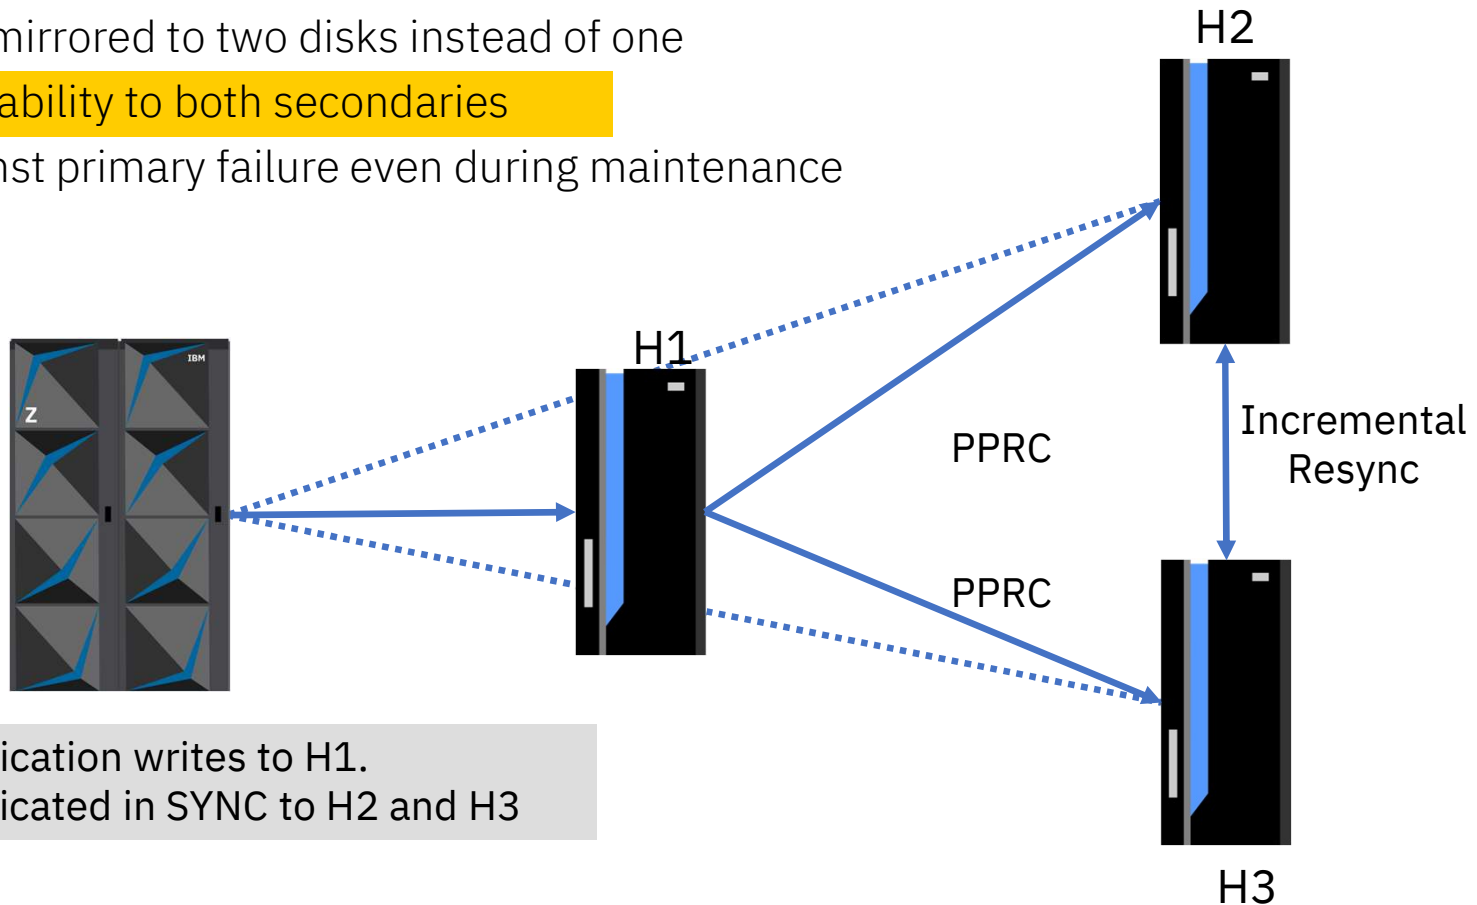 mirrored to two disks instead of one
H2
ability to both secondaries
nst primary failure even during maintenance
H1
IBM
Z
PPRC
Incremental
Resync
PPRC
ication writes to H1.
icated in SYNC to H2 and H3
H3